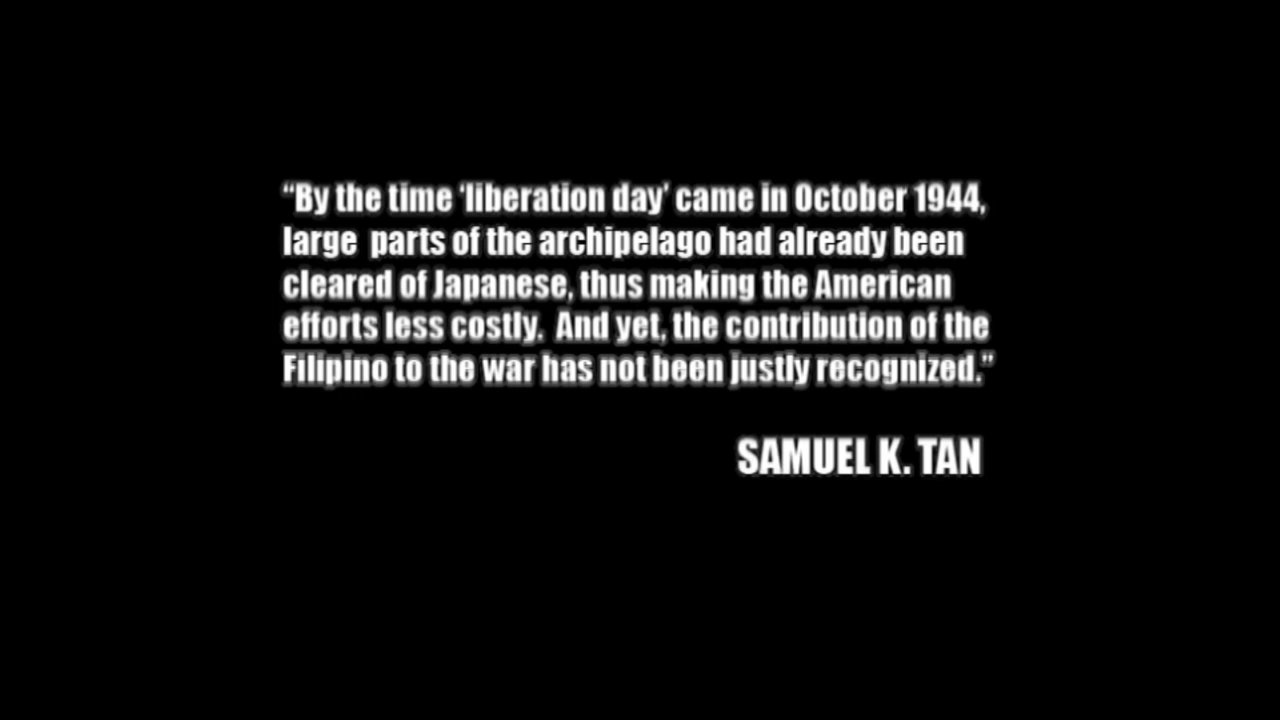 “By the time ‘liberation day’ came in October 1944,
large  parts of the archipelago had already been
cleared of Japanese, thus making the American
efforts less costly.  And yet, the contribution of the
Filipino to the war has not been justly recognized.”
SAMUEL K. TAN